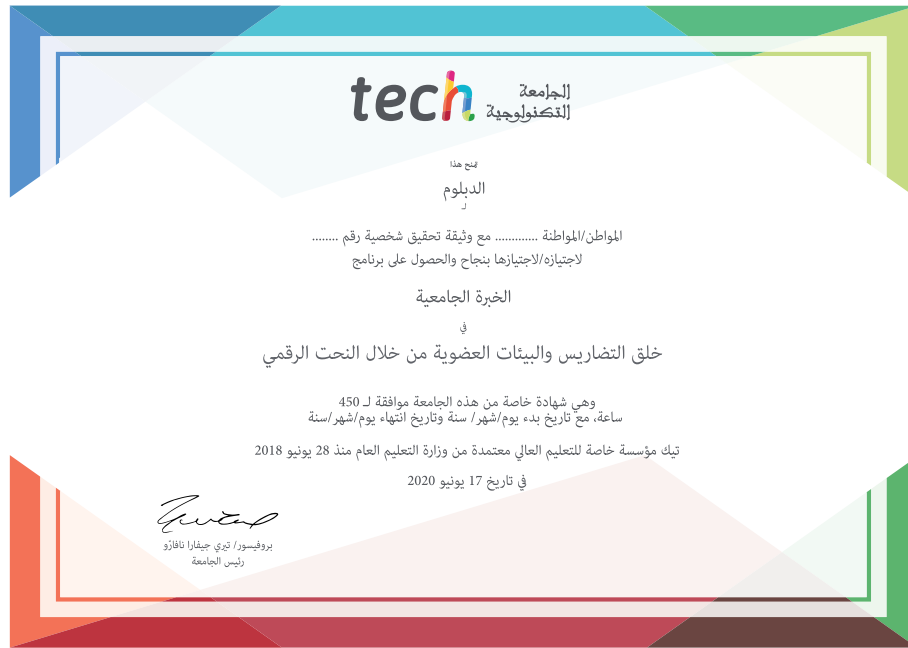 tech الجامعة
التكنولوجية
يمنح هذا
الدبلوم
لـ
المواطن/المواطنة ............. مع وثيقة تحقيق شخصية رقم ........
لاجتيازه/لاجتيازها بنجاح والحصول على برنامج
الخبرة الجامعية
في
خلق التضاريس والبيئات العضوية من خلال النحت الرقمي
وهي شهادة خاصة من هذه الجامعة موافقة لـ 450
ساعة، مع تاريخ بدء يوم/شهر/ سنة وتاريخ انتهاء يوم/شهر/سنة
تيك مؤسسة خاصة للتعليم العالي معتمدة من وزارة التعليم العام منذ 28 يونيو 2018
في تاريخ 17 يونيو 2020
بروفيسور/ تيري جيفارا نافارّو
رئيس الجامعة